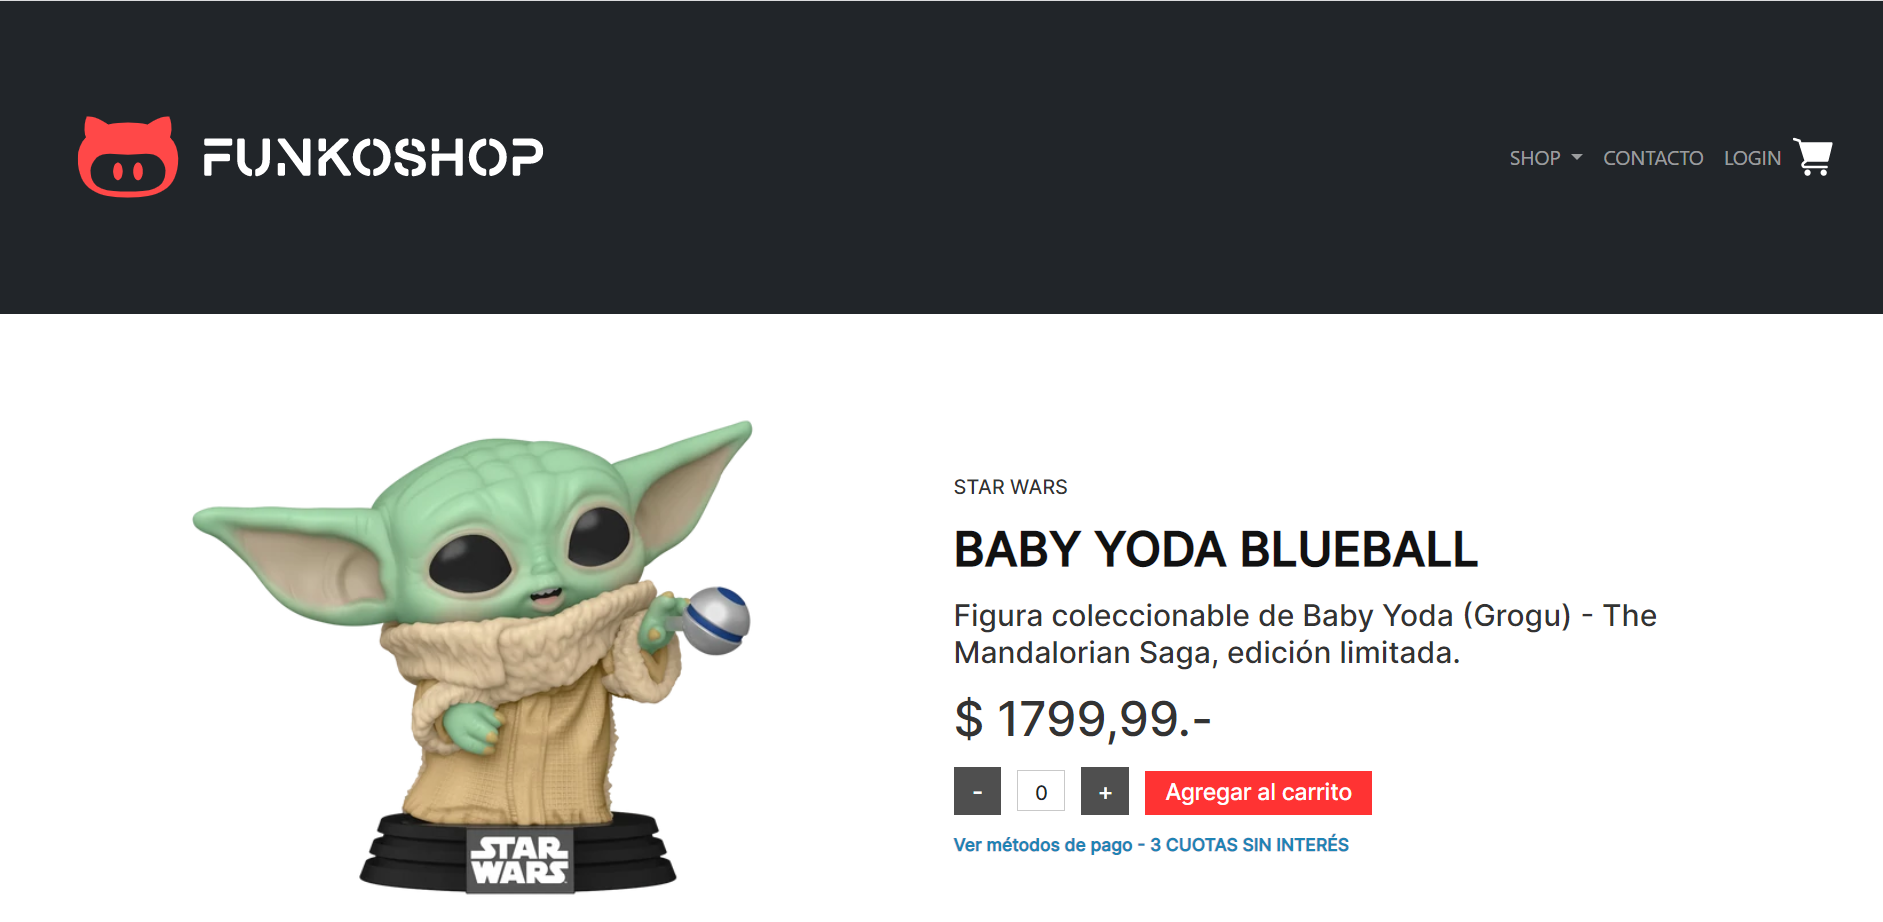 FUNKOSHOP
SHOP CONTACTO LOGIN
STAR WARS
BABY YODA BLUEBALL
Figura coleccionable de Baby Yoda (Grogu) - The
Mandalorian Saga, edición limitada.
$ 1799,99.-
- 0 + Agregar al carrito
Ver métodos de pago - 3 CUOTAS SIN INTERÉS
STAR
WARS.